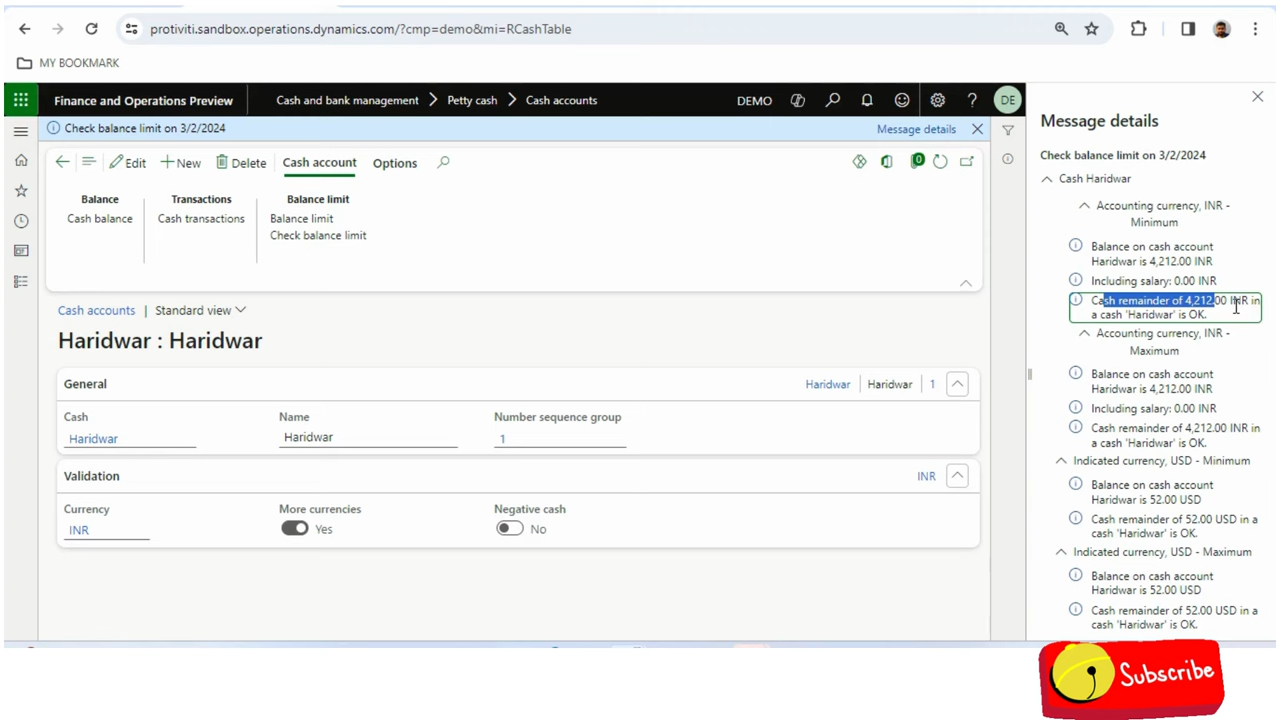 protiviti.sandbox.operations.dynamics.com/?cmp=demo&mi=RCashTable
MY BOOKMARK
Finance and Operations Preview
Cash and bank management > Petty cash > Cash accounts
DEMO
?
DE
Check balance limit on 3/2/2024
Message details
Edit
New
Delete
Cash account
Options
0
Balance
Cash balance
Transactions
Cash transactions
Balance limit
Balance limit
Check balance limit
Cash accounts | Standard view
Haridwar : Haridwar
General
Haridwar | Haridwar | 1
Cash
Haridwar
Name
Haridwar
Number sequence group
1
Validation
INR
Currency
INR
More currencies
Yes
Negative cash
No
Message details
Check balance limit on 3/2/2024
Cash Haridwar
Accounting currency, INR -
Minimum
Balance on cash account
Haridwar is 4,212.00 INR
Including salary: 0.00 INR
Cash remainder of 4,212.00 INR in
a cash 'Haridwar' is OK.
Accounting currency, INR -
Maximum
Balance on cash account
Haridwar is 4,212.00 INR
Including salary: 0.00 INR
Cash remainder of 4,212.00 INR in
a cash 'Haridwar' is OK.
Indicated currency, USD - Minimum
Balance on cash account
Haridwar is 52.00 USD
Cash remainder of 52.00 USD in a
cash 'Haridwar' is OK.
Indicated currency, USD - Maximum
Balance on cash account
Haridwar is 52.00 USD
Cash remainder of 52.00 USD in a
cash 'Haridwar' is OK.
Subscribe